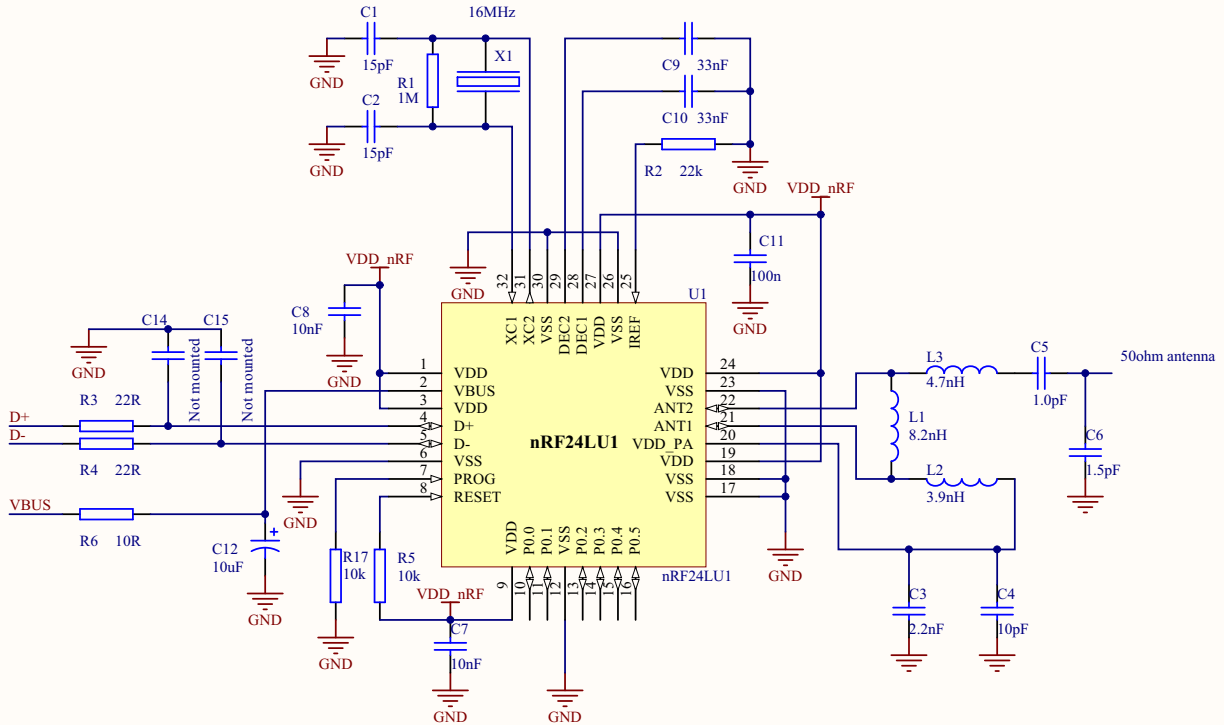 C1
16MHz
15pF
GND
R1
1M
X1
C2
15pF
GND
C9 33nF
C10 33nF
R2 22k
GND
VDD_nRF
C11
100n
GND
GND
VDD_nRF
C8
10nF
GND
U1
32
31
30
29
28
27
26
25
XC1
XC2
VSS
DEC2
DEC1
VDD
VSS
IREF
C14
C15
GND
Not mounted
Not mounted
R3 22R
D+
D-
R4 22R
VBUS
R6 10R
C12
+
10uF
GND
GND
1
2
3
4
5
6
7
8
VDD
VBUS
VDD
D+
D-
VSS
PROG
RESET
nRF24LU1
24
23
22
21
20
19
18
17
VDD
VSS
ANT2
ANT1
VDD_PA
VDD
VSS
VSS
VDD
P0.0
P0.1
VSS
P0.2
P0.3
P0.4
P0.5
9
10
11
12
13
14
15
16
nRF24LU1
R17
10k
R5
10k
GND
VDD_nRF
C7
10nF
GND
GND
GND
L3
4.7nH
C5
1.0pF
50ohm antenna
L1
8.2nH
L2
3.9nH
C6
1.5pF
C3
2.2nF
C4
10pF